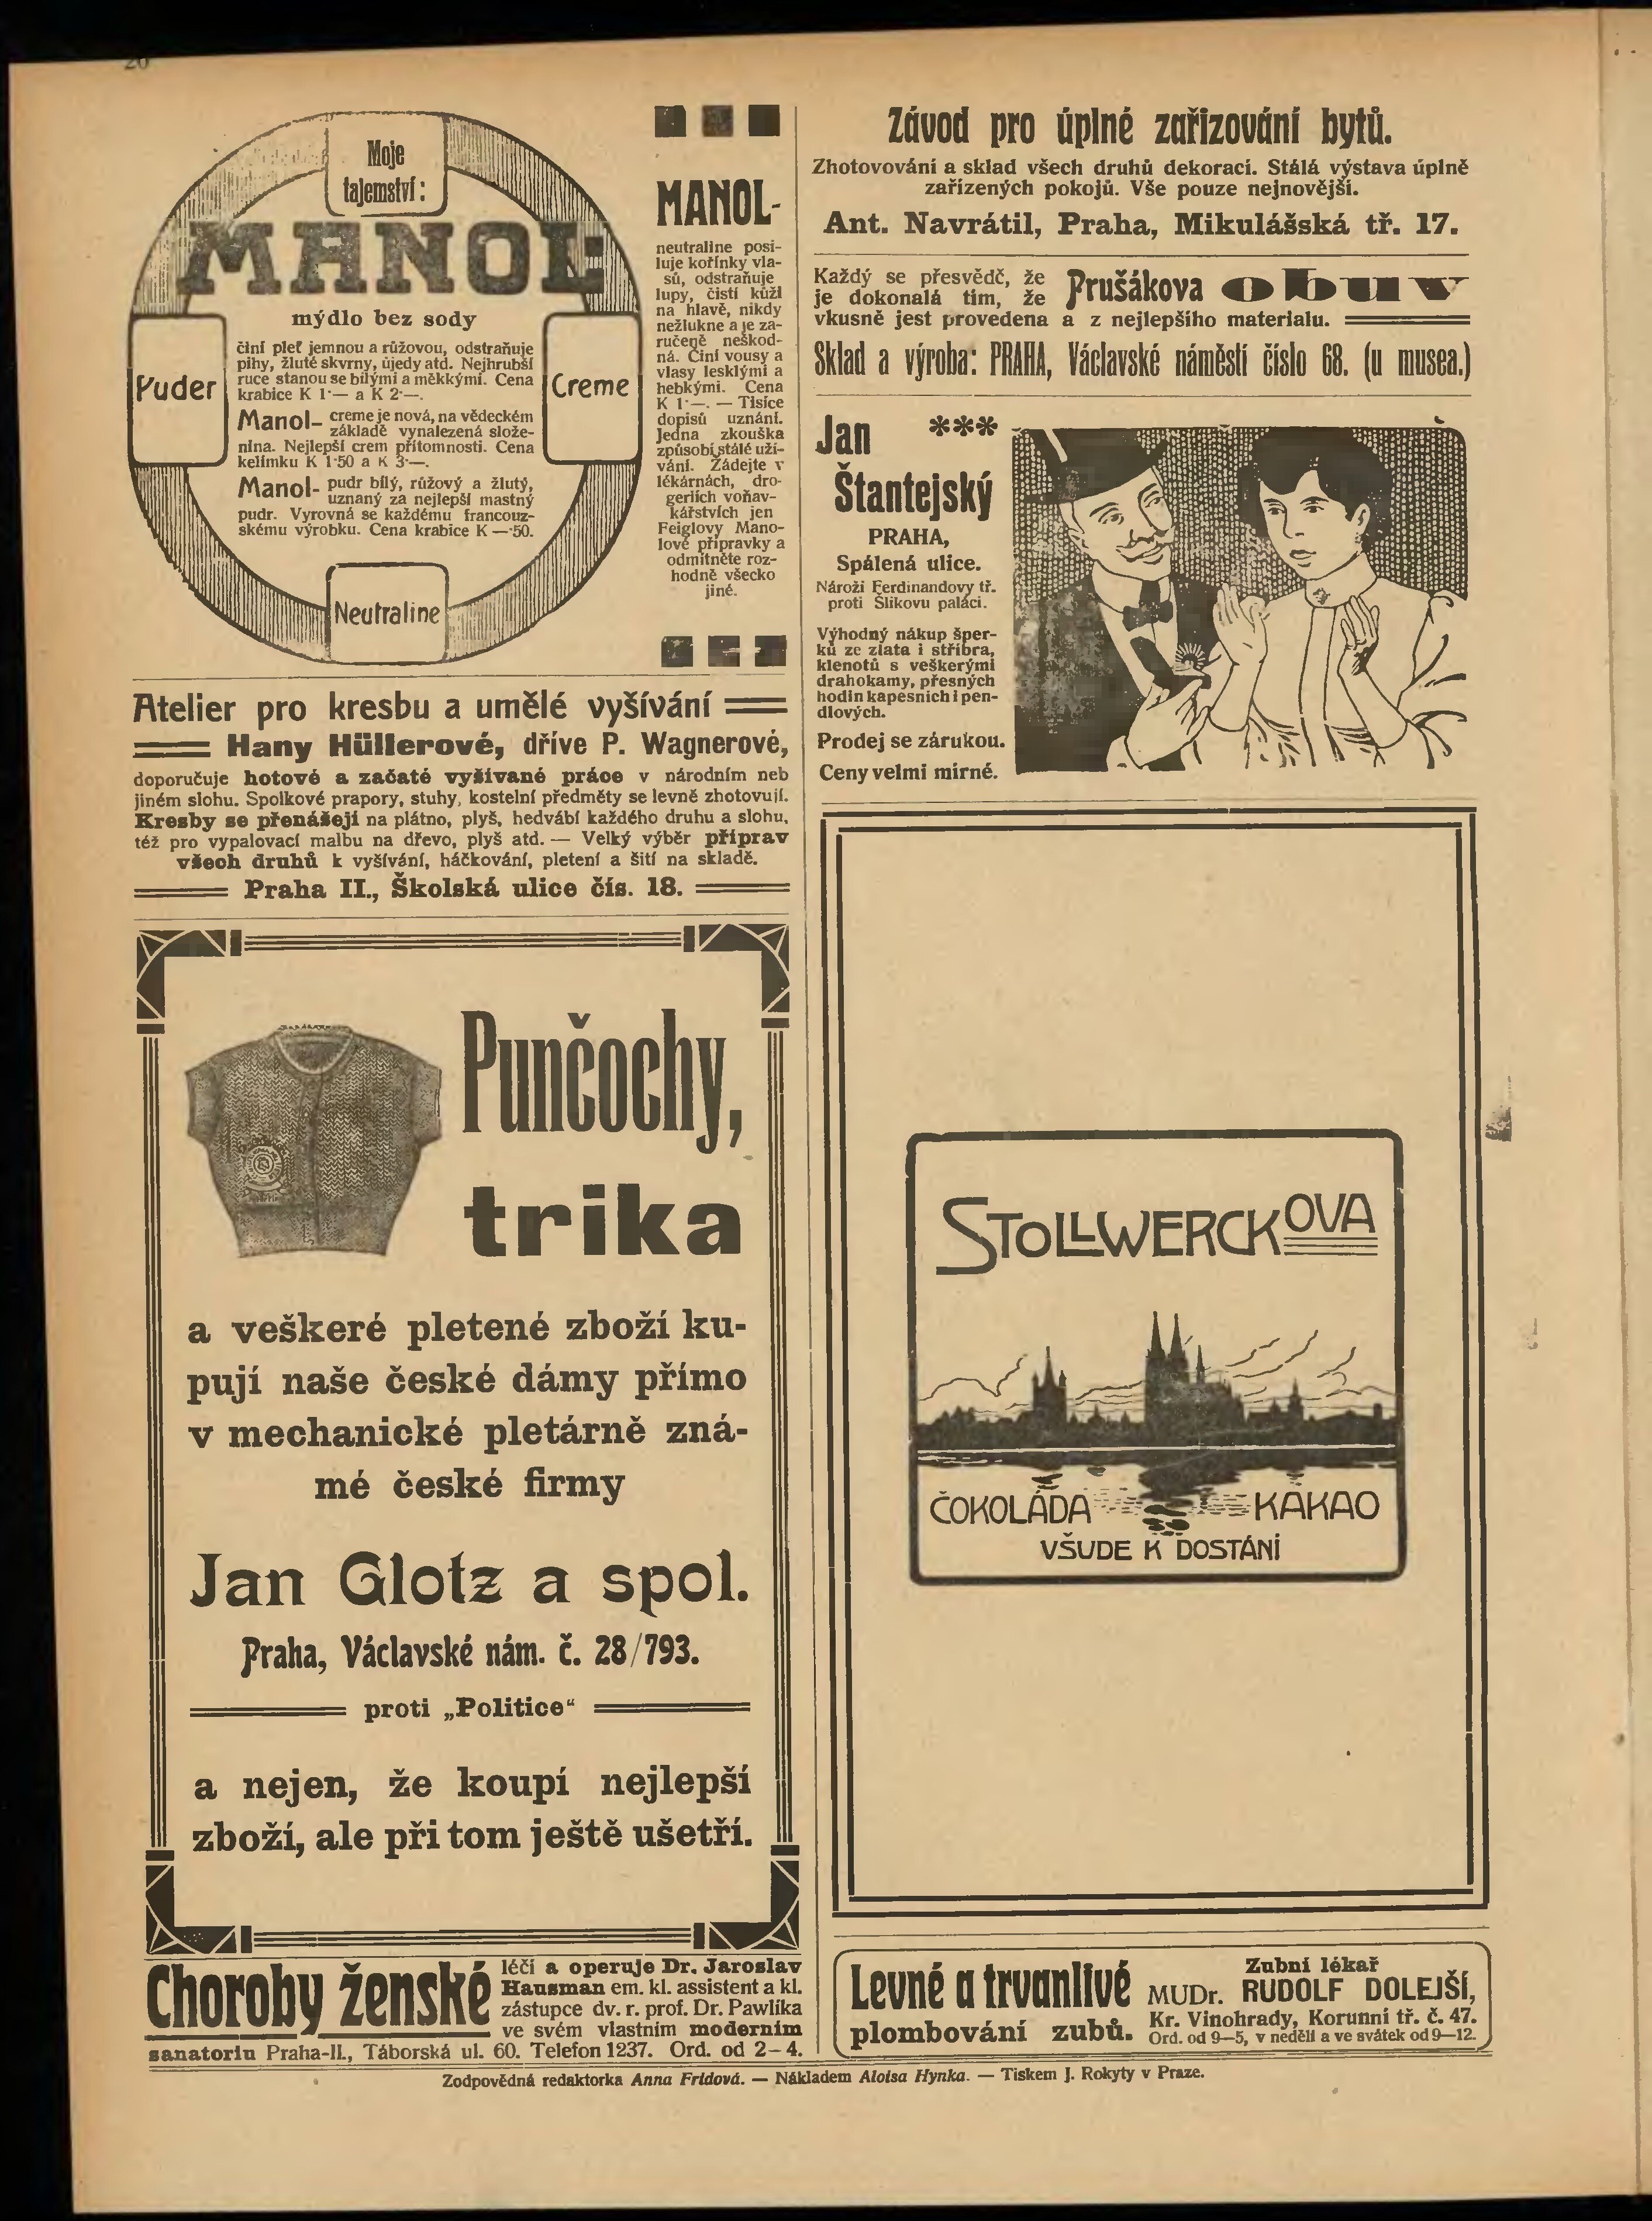 20
Moje
tajemství:
MANOL
mýdlo bez sody
činí pleť jemnou a růžovou, odstraňuje
pihy, žluté skvrny, újedy atd. Nejhrubší
ruce stanou se bílými a měkkými. Cena
krabice K 1·— a K 2·—.
Manol- creme je nová, na vědeckém
základě vynalezená slože-
nina. Nejlepší crem přítomnosti. Cena
kelímku K 1·50 a K 3·—.
Manol- pudr bílý, růžový a žlutý,
uznaný za nejlepší mastný
pudr. Vyrovná se každému francouz-
skému výrobku. Cena krabice K —·50.
Puder
Creme
Neutraline
MANOL-
neutraline posi-
luje kořínky vla-
sů, odstraňuje
lupy, čistí kůži
na hlavě, nikdy
nežlukne a je za-
ručeně neškod-
ná. Činí vousy a
vlasy lesklými a
hebkými. Cena
K 1·—. — Tisíce
dopisů uznání.
Jedna zkouška
způsobí stálé uží-
vání. Žádejte v
lékárnách, dro-
geriích voňav-
kářstvích jen
Feiglovy Mano-
lové přípravky a
odmítněte roz-
hodně všecko
jiné.
Atelier pro kresbu a umělé vyšívání
Hany Hüllerové, dříve P. Wagnerové,
doporučuje hotové a začaté vyšívané práce v národním neb
jiném slohu. Spolkové prapory, stuhy, kostelní předměty se levně zhotovují.
Kresby se přenášejí na plátno, plyš, hedvábí každého druhu a slohu,
též pro vypalovací malbu na dřevo, plyš atd. — Velký výběr příprav
všech druhů k vyšívání, háčkování, pletení a šití na skladě.
Praha II., Školská ulice čís. 18.
Punčochy,
trika
a veškeré pletené zboží ku-
pují naše české dámy přímo
v mechanické pletárně zná-
mé české firmy
Jan Glotz a spol.
Praha, Václavské nám. č. 28/793.
proti „Politice“
a nejen, že koupí nejlepší
zboží, ale při tom ještě ušetří.
Choroby ženské
léčí a operuje Dr. Jaroslav
Hausman em. kl. assistent a kl.
zástupce dv. r. prof. Dr. Pawlíka
ve svém vlastním moderním
sanatoriu Praha-II., Táborská ul. 60. Telefon 1237. Ord. od 2–4.
Závod pro úplné zařizování bytů.
Zhotovování a sklad všech druhů dekorací. Stálá výstava úplně
zařízených pokojů. Vše pouze nejnovější.
Ant. Navrátil, Praha, Mikulášská tř. 17.
Každý se přesvědč, že
je dokonalá tím, že
Prušákova obuv
vkusně jest provedena a z nejlepšího materialu.
Sklad a výroba: PRAHA, Václavské náměstí číslo 68. (u musea.)
Jan ***
Štantejský
PRAHA,
Spálená ulice.
Nároží Ferdinandovy tř.
proti Šlikovu paláci.
Výhodný nákup šper-
ků ze zlata i stříbra,
klenotů s veškerými
drahokamy, přesných
hodin kapesních i pen-
dlových.
Prodej se zárukou.
Ceny velmi mírné.
STOLLWERCKOVA
ČOKOLÁDA KAKAO
VŠUDE K DOSTÁNÍ
Levné a trvanlivé
plombování zubů.
Zubní lékař
MUDr. RUDOLF DOLEJŠÍ,
Kr. Vinohrady, Korunní tř. č. 47.
Ord. od 9–5, v neděli a ve svátek od 9–12.
Zodpovědná redaktorka Anna Frídová. — Nákladem Aloisa Hynka. — Tiskem J. Rokyty v Praze.